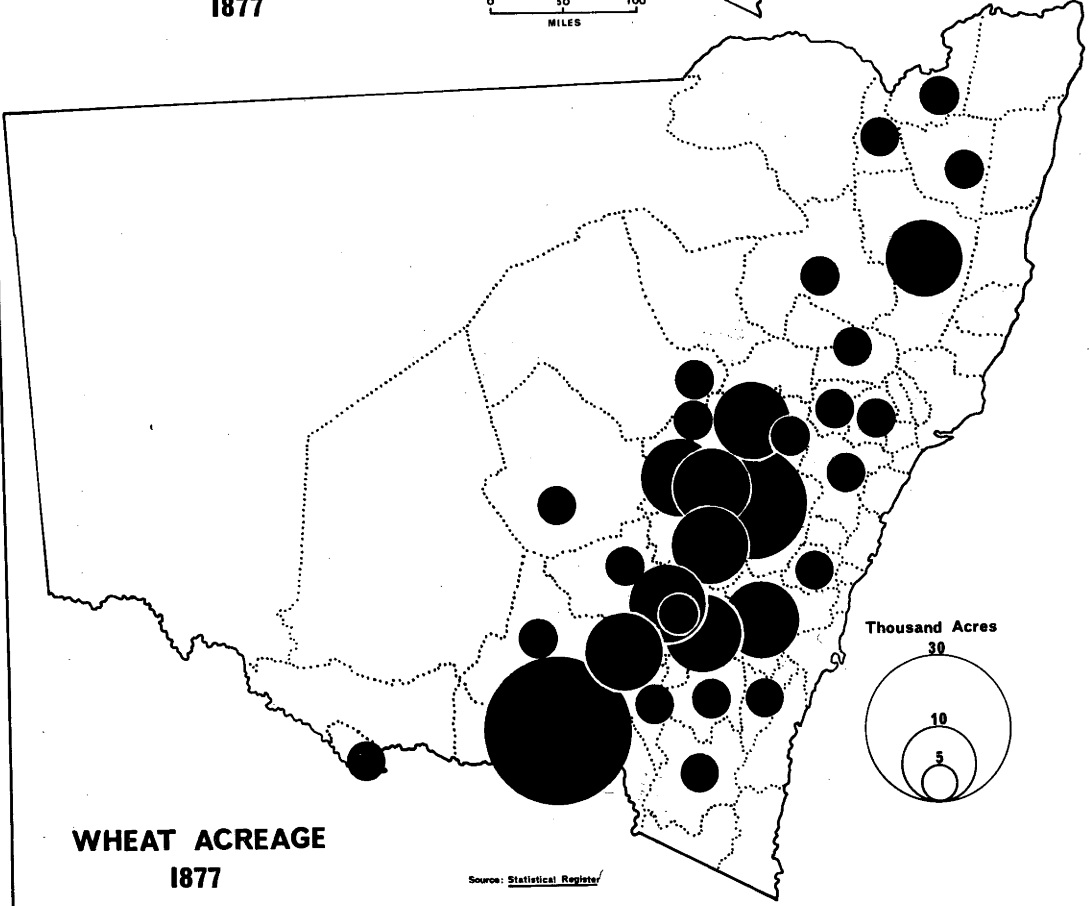 1877
0 50 100
MILES
Thousand Acres
30
10
5
WHEAT ACREAGE
1877
Source: Statistical Register